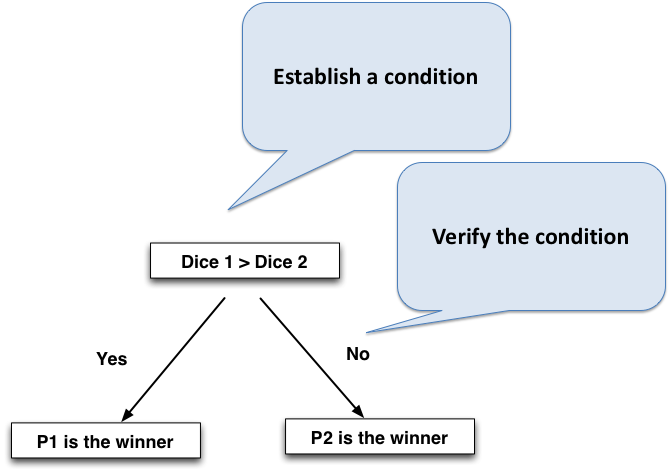 Establish a condition
Verify the condition
Dice 1 > Dice 2
Yes
No
P1 is the winner
P2 is the winner